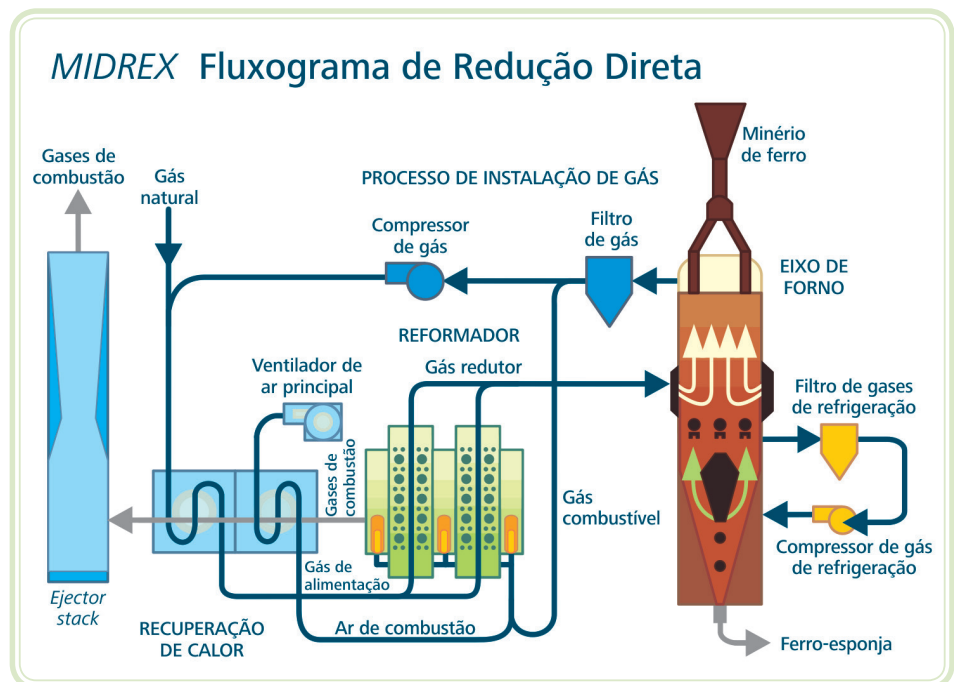 MIDREX Fluxograma de Redução Direta
Minério
de ferro
Gases de
combustão
Gás
natural
PROCESSO DE INSTALAÇÃO DE GÁS
Compressor
de gás
Filtro
de gás
EIXO DE
FORNO
REFORMADOR
Ventilador de
ar principal
Gás redutor
Filtro de gases
de refrigeração
Gases de
combustão
Gás
combustível
Compressor de gás
de refrigeração
Gás de
alimentação
Ejector
stack
RECUPERAÇÃO
DE CALOR
Ar de combustão
Ferro-esponja